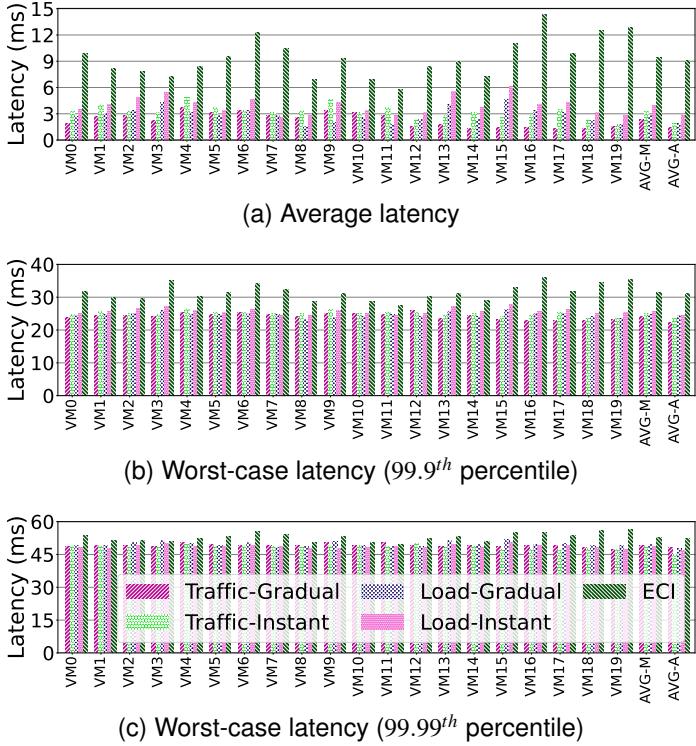 Latency (ms)
15
12
9
6
3
0
VM0 VM1 VM2 VM3 VM4 VM5 VM6 VM7 VM8 VM9 VM10 VM11 VM12 VM13 VM14 VM15 VM16 VM17 VM18 VM19 AVG-M AVG-A
(a) Average latency
Latency (ms)
40
30
20
10
0
VM0 VM1 VM2 VM3 VM4 VM5 VM6 VM7 VM8 VM9 VM10 VM11 VM12 VM13 VM14 VM15 VM16 VM17 VM18 VM19 AVG-M AVG-A
(b) Worst-case latency (99.9th percentile)
Latency (ms)
60
45
30
15
0
Traffic-Gradual Load-Gradual ECI
Traffic-Instant Load-Instant
VM0 VM1 VM2 VM3 VM4 VM5 VM6 VM7 VM8 VM9 VM10 VM11 VM12 VM13 VM14 VM15 VM16 VM17 VM18 VM19 AVG-M AVG-A
(c) Worst-case latency (99.99th percentile)